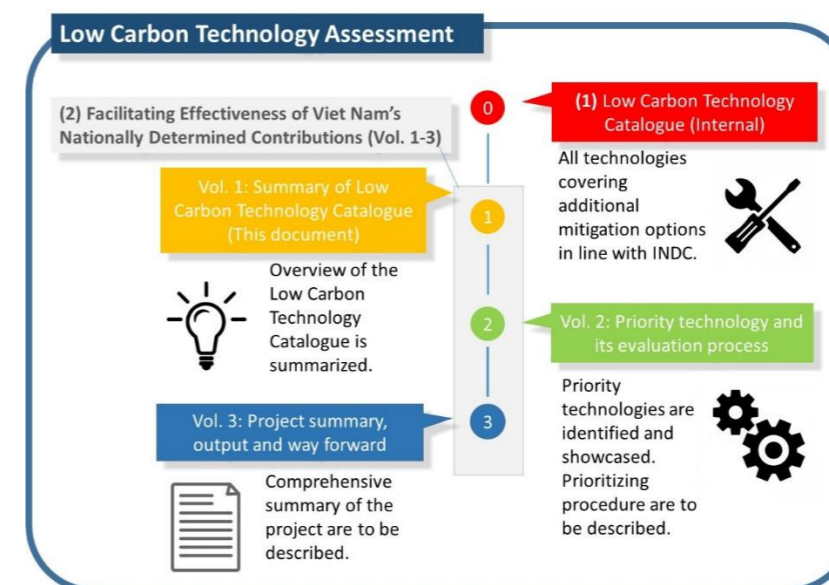 Low Carbon Technology Assessment
(2) Facilitating Effectiveness of Viet Nam’s
Nationally Determined Contributions (Vol. 1-3)
0
(1) Low Carbon Technology
Catalogue (Internal)
All technologies
covering
additional
mitigation options
in line with INDC.
Vol. 1: Summary of Low
Carbon Technology Catalogue
(This document)
1
Overview of the
Low Carbon
Technology
Catalogue is
summarized.
2
Vol. 2: Priority technology and
its evaluation process
Priority
technologies are
identified and
showcased.
Prioritizing
procedure are to
be described.
Vol. 3: Project summary,
output and way forward
3
Comprehensive
summary of the
project are to be
described.